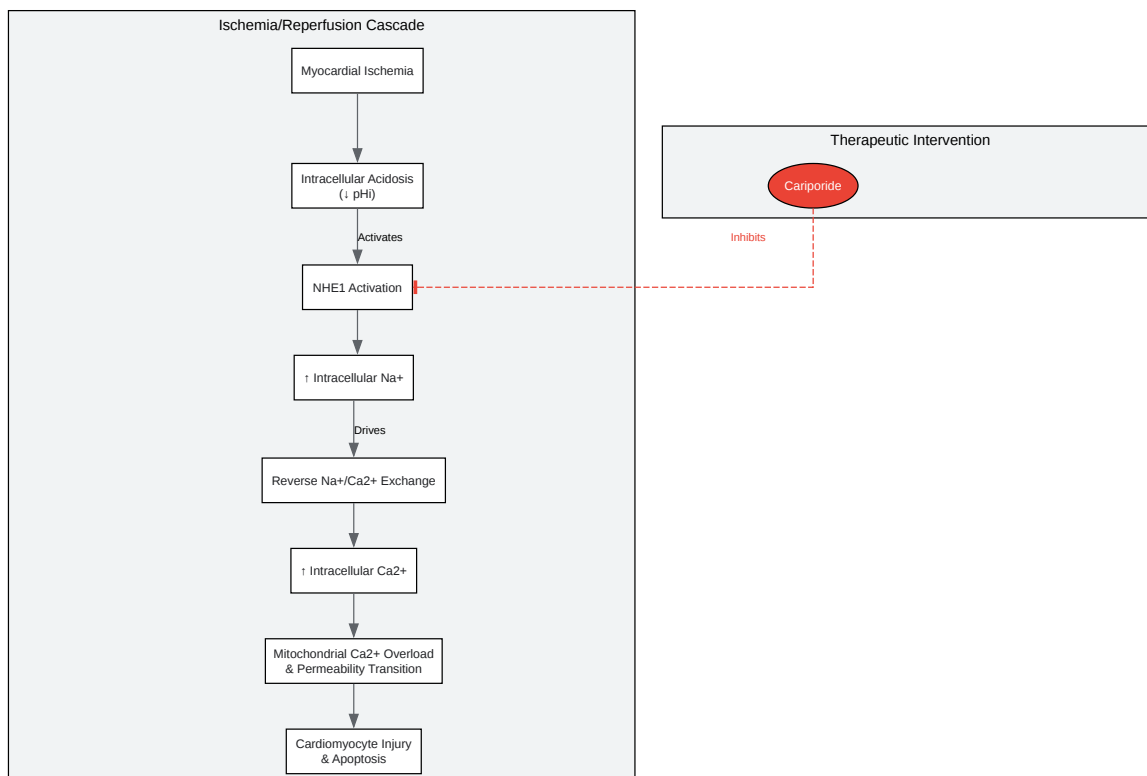 Ischemia/Reperfusion Cascade
Myocardial Ischemia
Intracellular Acidosis
(↓ pHi)
Activates
NHE1 Activation
↑ Intracellular Na+
Drives
Reverse Na+/Ca2+ Exchange
↑ Intracellular Ca2+
Mitochondrial Ca2+ Overload
& Permeability Transition
Cardiomyocyte Injury
& Apoptosis
Therapeutic Intervention
Cariporide
Inhibits